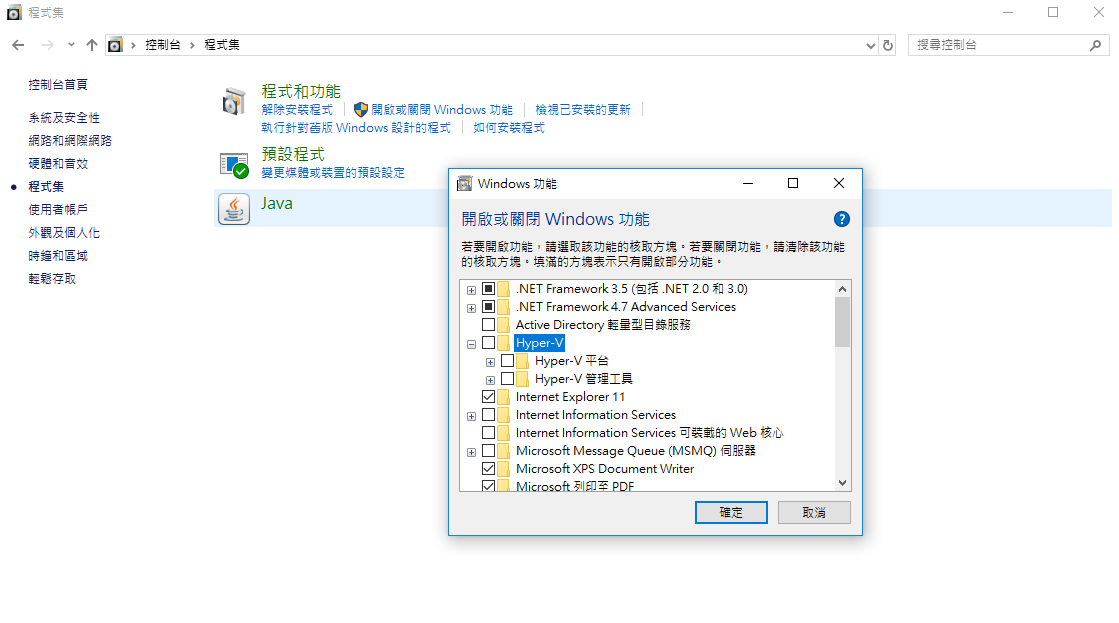 程式集
控制台 程式集
搜尋控制台
控制台首頁
系統及安全性
網路和網際網路
硬體和音效
程式集
使用者帳戶
外觀及個人化
時鐘和區域
輕鬆存取
程式和功能
解除安裝程式 開啟或關閉 Windows 功能 檢視已安裝的更新
執行針對舊版 Windows 設計的程式 如何安裝程式
預設程式
變更媒體或裝置的預設設定
Java
Windows 功能
開啟或關閉 Windows 功能
若要開啟功能，請選取該功能的核取方塊。若要關閉功能，請清除該功能
的核取方塊。填滿的方塊表示只有開啟部分功能。
.NET Framework 3.5 (包括 .NET 2.0 和 3.0)
.NET Framework 4.7 Advanced Services
Active Directory 輕量型目錄服務
Hyper-V
Hyper-V 平台
Hyper-V 管理工具
Internet Explorer 11
Internet Information Services
Internet Information Services 可裝載的 Web 核心
Microsoft Message Queue (MSMQ) 伺服器
Microsoft XPS Document Writer
Microsoft 列印至 PDF
確定
取消